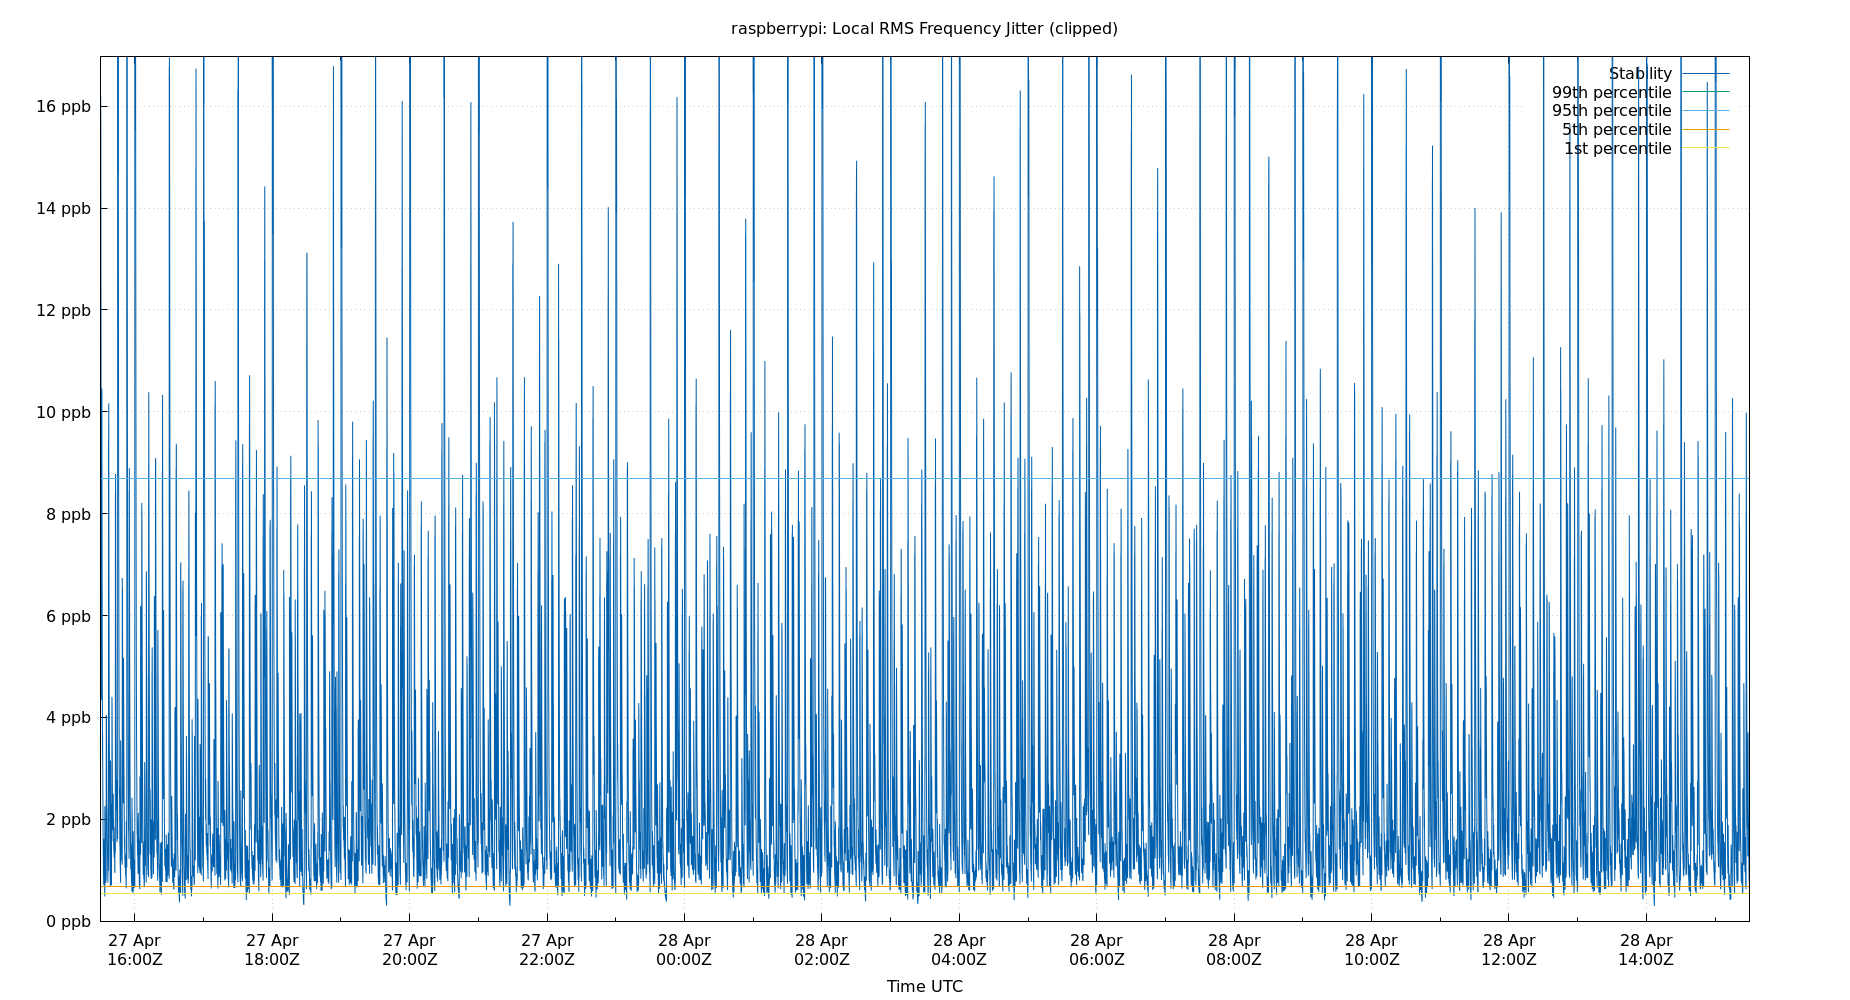 raspberrypi: Local RMS Frequency Jitter (clipped)
Stability
99th percentile
95th percentile
5th percentile
1st percentile
16 ppb
14 ppb
12 ppb
10 ppb
8 ppb
6 ppb
4 ppb
2 ppb
0 ppb
27 Apr 27 Apr 27 Apr 27 Apr 28 Apr 28 Apr 28 Apr 28 Apr 28 Apr 28 Apr 28 Apr 28 Apr
16:00Z 18:00Z 20:00Z 22:00Z 00:00Z 02:00Z 04:00Z 06:00Z 08:00Z 10:00Z 12:00Z 14:00Z
Time UTC